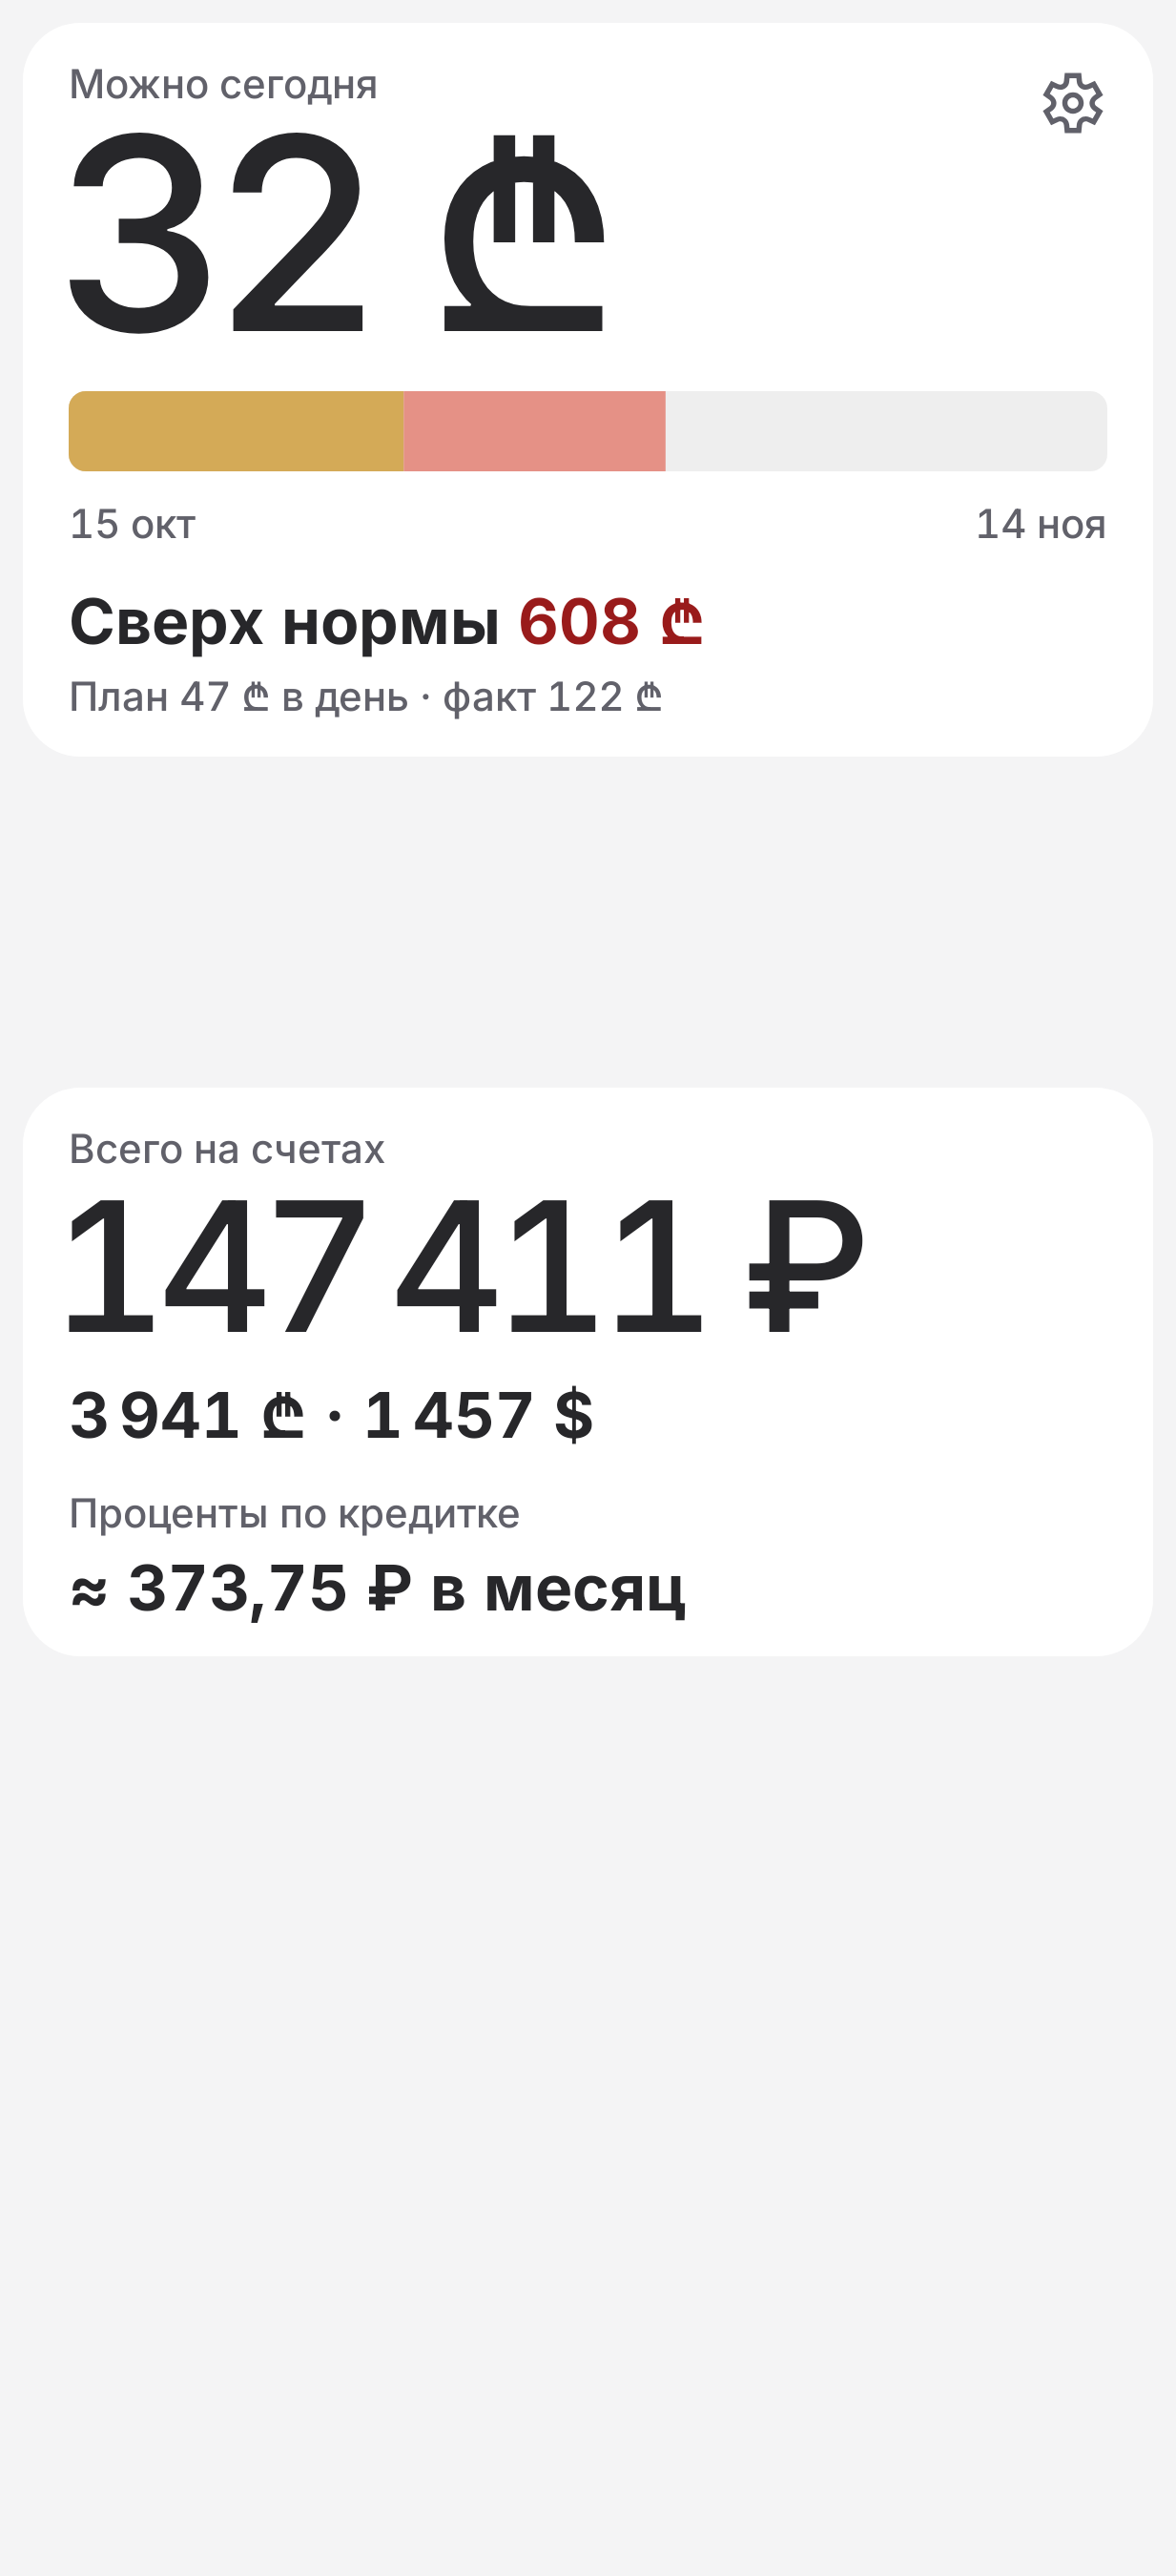 Можно сегодня
32 ₾
15 окт 14 ноя
Сверх нормы 608 ₾
План 47 ₾ в день · факт 122 ₾
Всего на счетах
147 411 ₽
3 941 ₾ · 1 457 $
Проценты по кредитке
≈ 373,75 ₽ в месяц